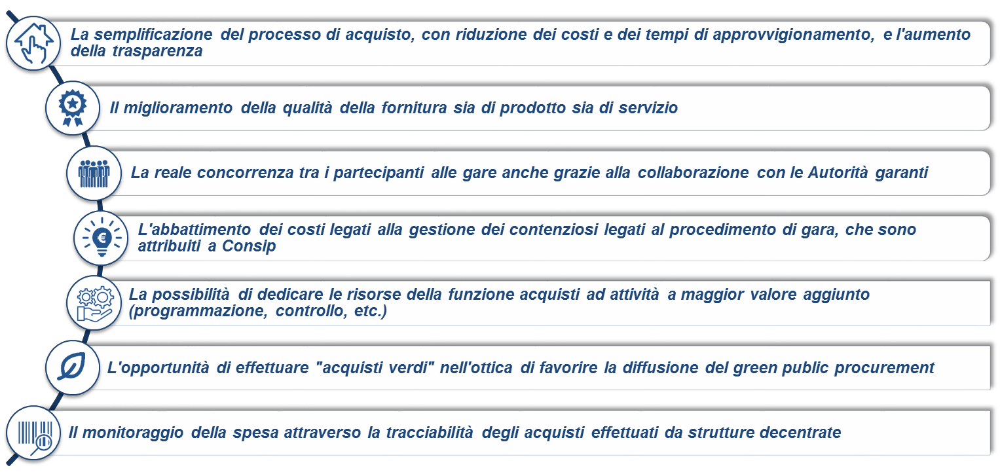 La semplificazione del processo di acquisto, con riduzione dei costi e dei tempi di approvvigionamento, e l'aumento
della trasparenza
Il miglioramento della qualità della fornitura sia di prodotto sia di servizio
La reale concorrenza tra i partecipanti alle gare anche grazie alla collaborazione con le Autorità garanti
€
L'abbattimento dei costi legati alla gestione dei contenziosi legati al procedimento di gara, che sono
attribuiti a Consip
La possibilità di dedicare le risorse della funzione acquisti ad attività a maggior valore aggiunto
(programmazione, controllo, etc.)
L'opportunità di effettuare "acquisti verdi" nell'ottica di favorire la diffusione del green public procurement
Il monitoraggio della spesa attraverso la tracciabilità degli acquisti effettuati da strutture decentrate